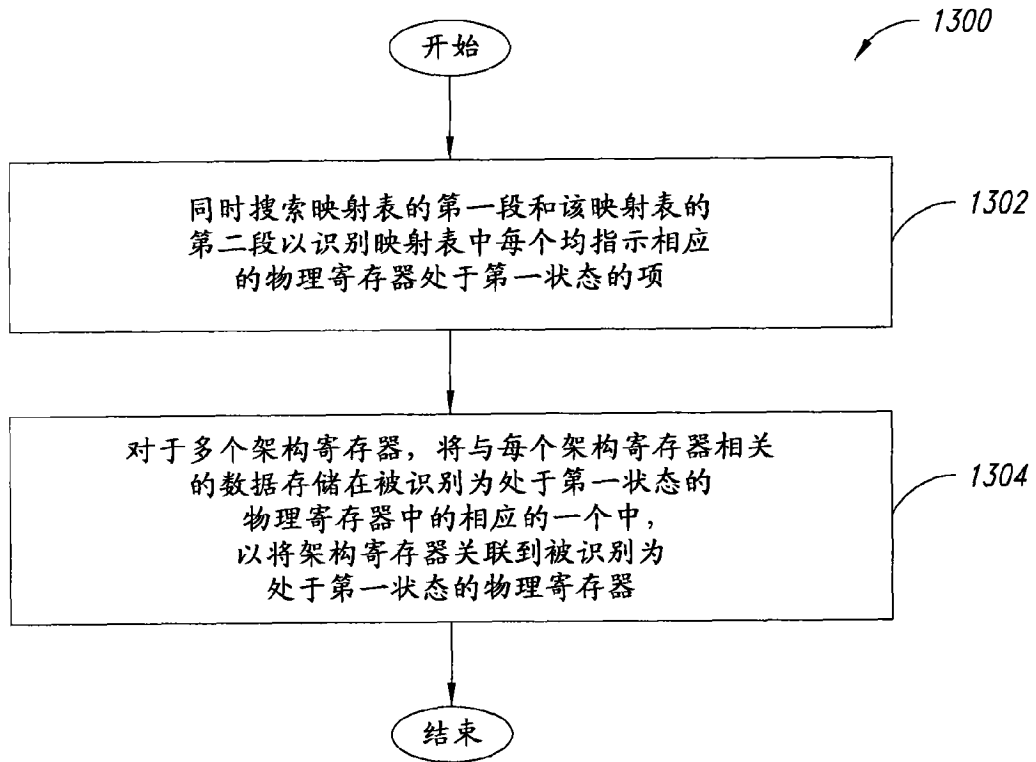 1300
开始
同时搜索映射表的第一段和该映射表的
第二段以识别映射表中每个均指示相应
的物理寄存器处于第一状态的项
1302
对于多个架构寄存器，将与每个架构寄存器相关
的数据存储在被识别为处于第一状态的
物理寄存器中的相应的一个中，
以将架构寄存器关联到被识别为
处于第一状态的物理寄存器
1304
结束